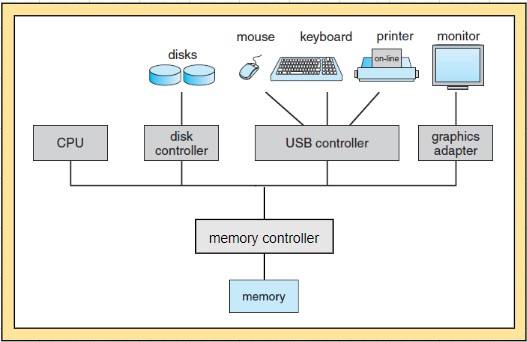 mouse keyboard printer monitor
disks
on-line
CPU
disk
controller
USB controller
graphics
adapter
memory controller
memory